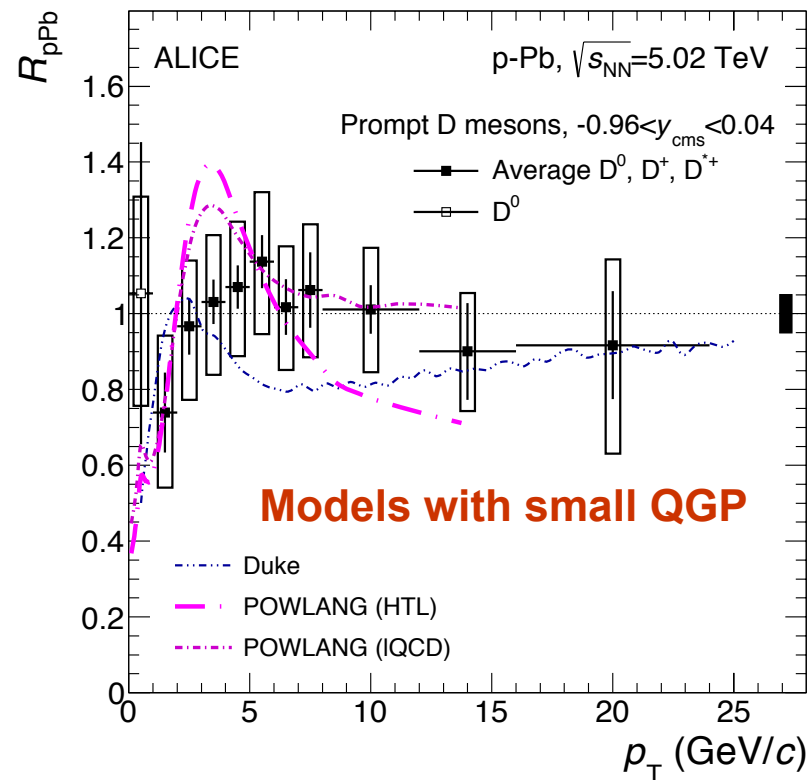 R_pPb
ALICE
p-Pb, √s_NN=5.02 TeV
Prompt D mesons, -0.96<y_cms<0.04
Average D⁰, D⁺, D*⁺
D⁰
Models with small QGP
Duke
POWLANG (HTL)
POWLANG (lQCD)
1.6
1.4
1.2
1
0.8
0.6
0.4
0.2
0
0 5 10 15 20 25
p_T (GeV/c)